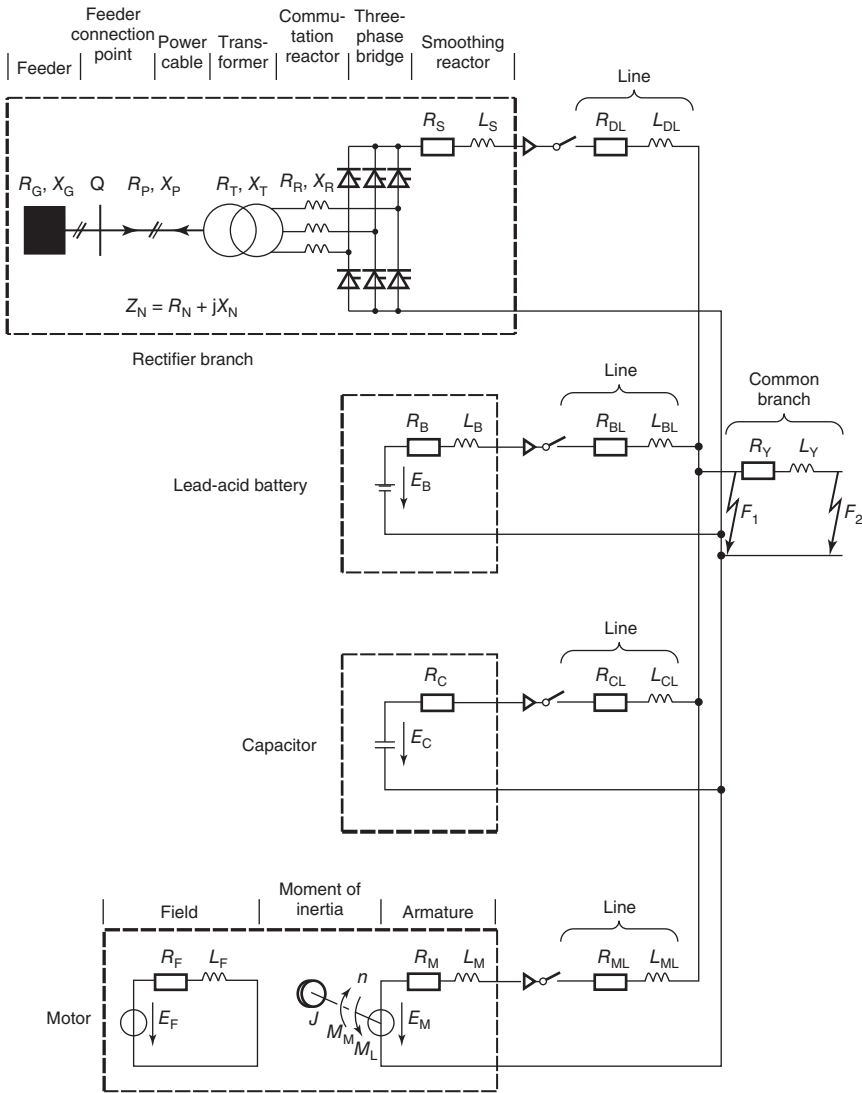 Feeder
connection
point
Commu-
tation
reactor
Three-
phase
bridge
Feeder
Power
cable
Trans-
former
Smoothing
reactor
Line
R_S L_S R_DL L_DL
R_G, X_G Q R_P, X_P R_T, X_T R_R, X_R
Z_N = R_N + jX_N
Rectifier branch
Line
Common
branch
R_B L_B R_BL L_BL
R_Y L_Y
Lead-acid battery
E_B
F_1 F_2
Line
R_C R_CL L_CL
Capacitor
E_C
Field
Moment of
inertia
Armature
Line
R_F L_F
R_M L_M R_ML L_ML
Motor
E_F
J
n
M_M
M_L
E_M